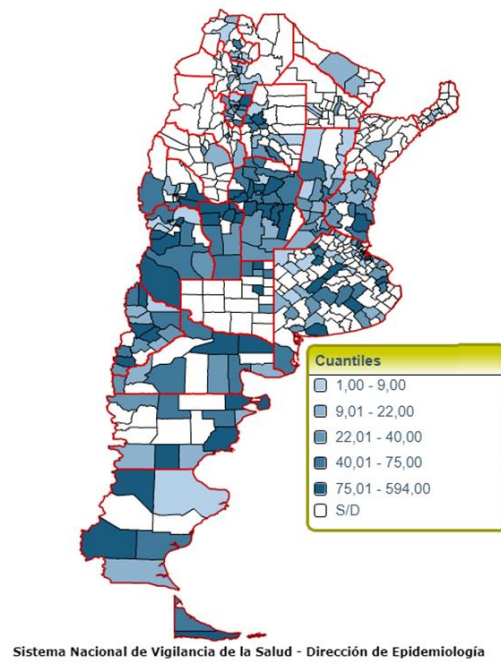 Cuantiles
1,00 - 9,00
9,01 - 22,00
22,01 - 40,00
40,01 - 75,00
75,01 - 594,00
S/D
Sistema Nacional de Vigilancia de la Salud - Dirección de Epidemiología